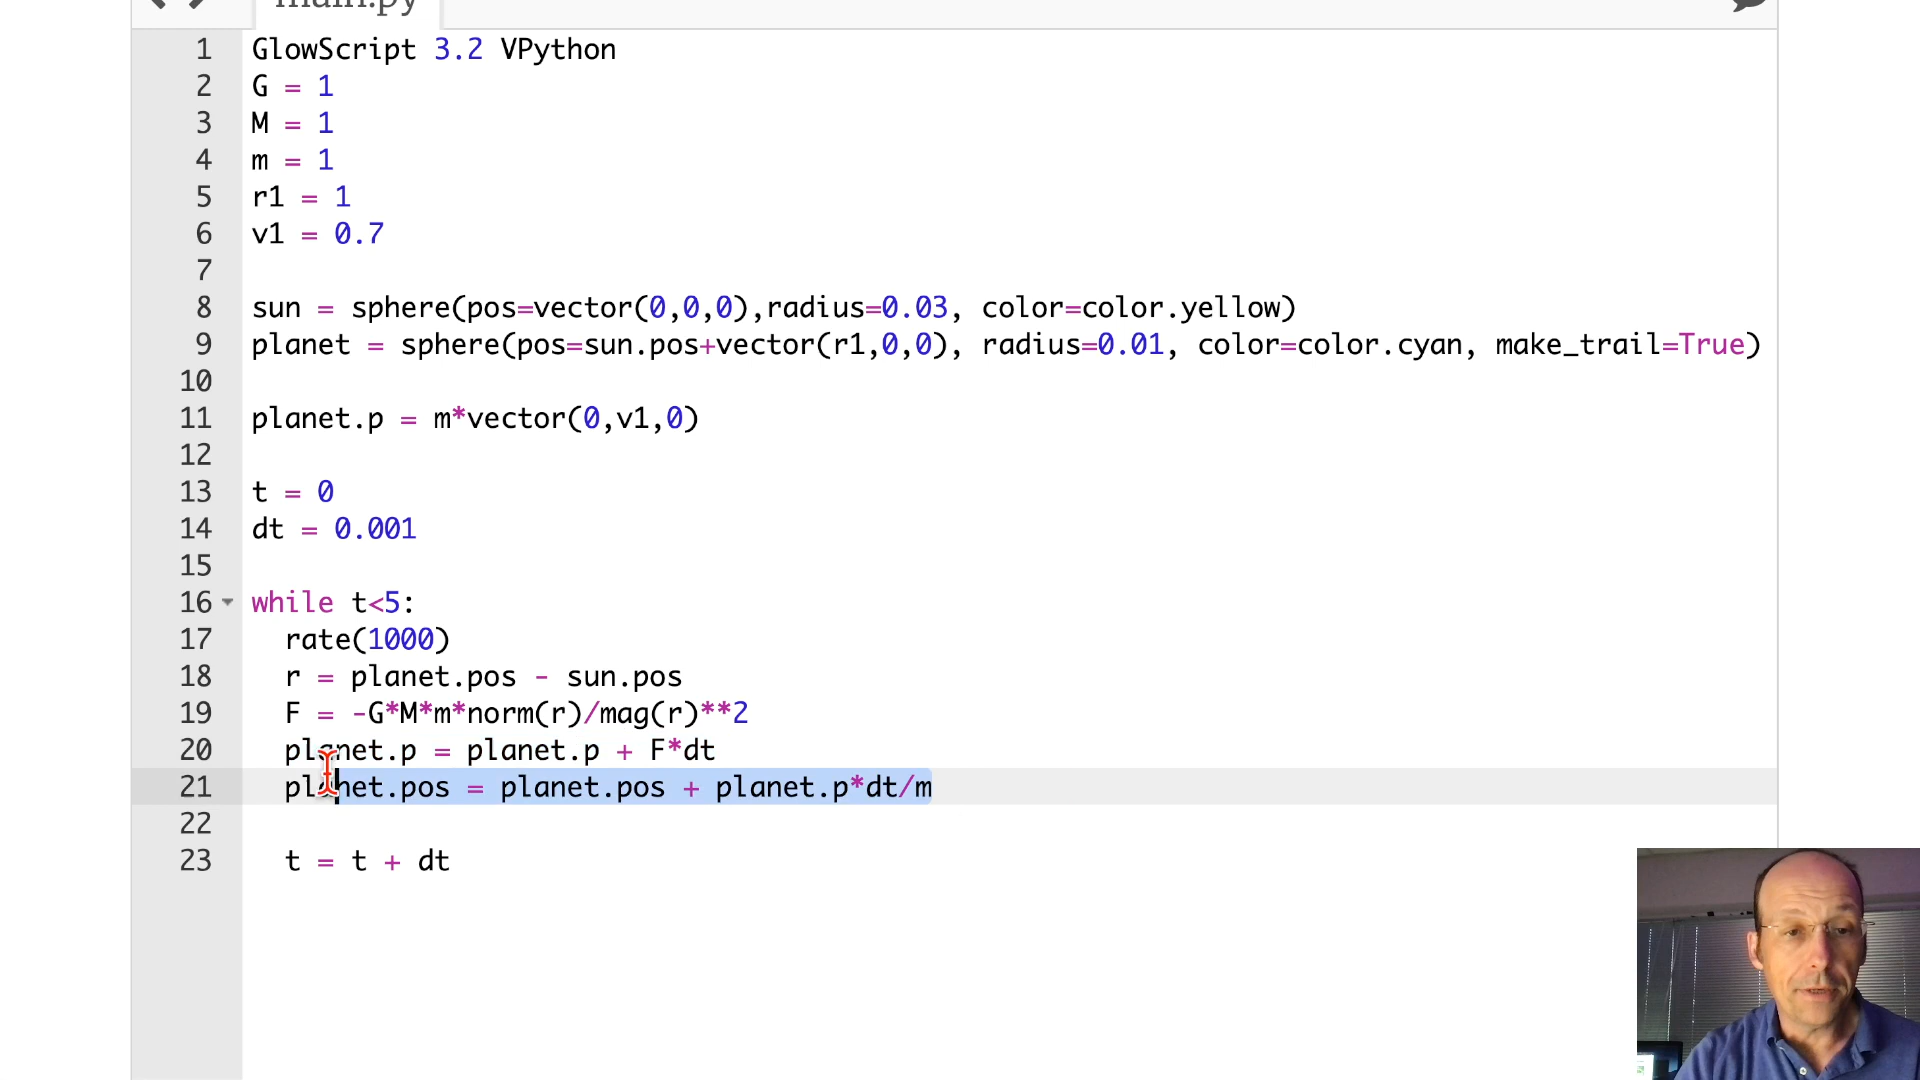 main.py
1 GlowScript 3.2 VPython
2 G = 1
3 M = 1
4 m = 1
5 r1 = 1
6 v1 = 0.7
7
8 sun = sphere(pos=vector(0,0,0),radius=0.03, color=color.yellow)
9 planet = sphere(pos=sun.pos+vector(r1,0,0), radius=0.01, color=color.cyan, make_trail=True)
10
11 planet.p = m*vector(0,v1,0)
12
13 t = 0
14 dt = 0.001
15
16 while t<5:
17 rate(1000)
18 r = planet.pos - sun.pos
19 F = -G*M*m*norm(r)/mag(r)**2
20 planet.p = planet.p + F*dt
21 planet.pos = planet.pos + planet.p*dt/m
22
23 t = t + dt